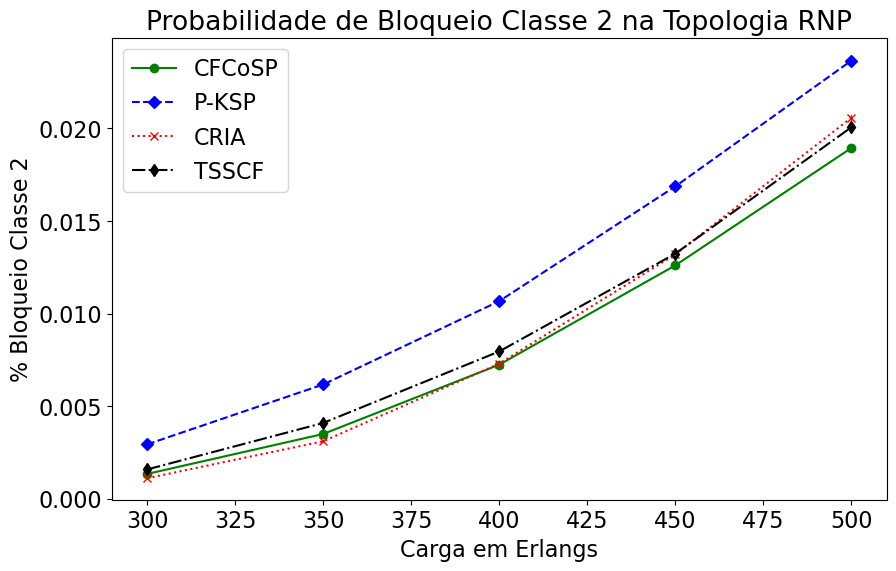 Probabilidade de Bloqueio Classe 2 na Topologia RNP
CFCoSP
P-KSP
CRIA
TSSCF
% Bloqueio Classe 2
0.020
0.015
0.010
0.005
0.000
300 325 350 375 400 425 450 475 500
Carga em Erlangs